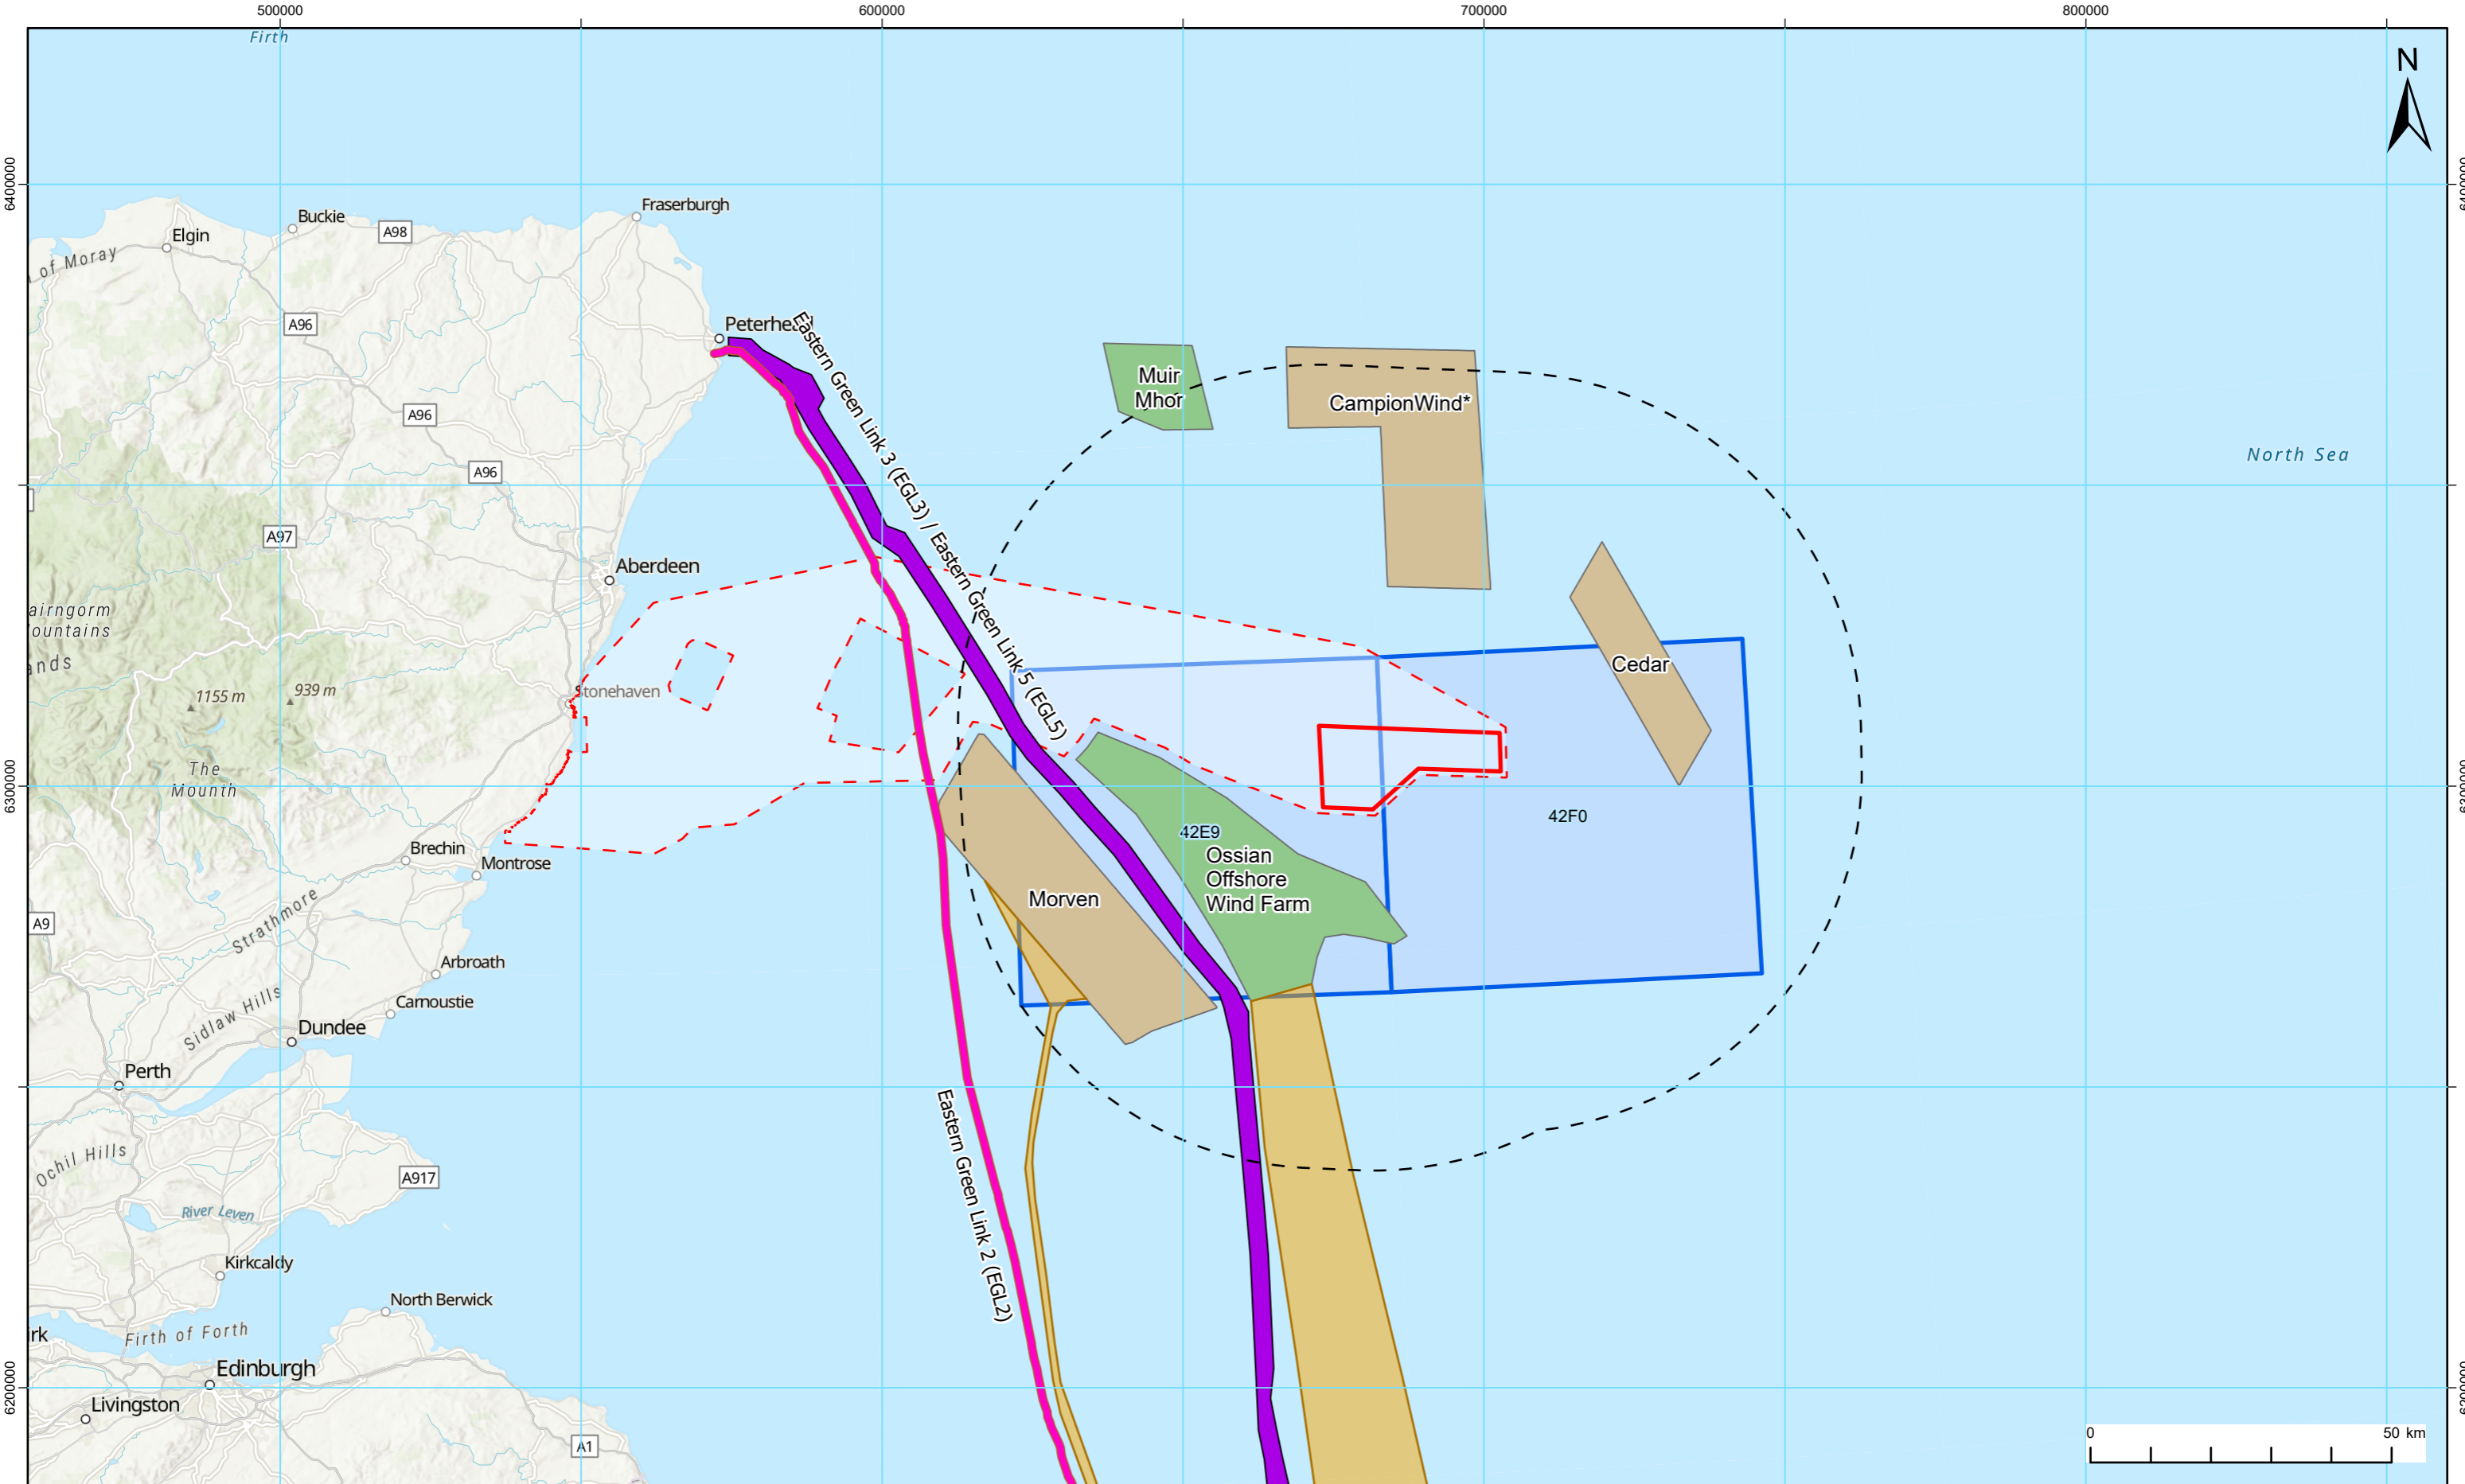 500000
600000
700000
800000
Firth
N
6400000
Fraserburgh
Buckie
Elgin
A98
of Moray
A96
Peterhead
Muir
Mhor
CampionWind*
A96
North Sea
A96
A97
Eastern Green Link 3 (EGL3) / Eastern Green Link 5 (EGL5)
Aberdeen
airngorm
ountains
ands
1155 m
939 m
Stonehaven
Cedar
The
Mounth
6300000
42E9
42F0
Brechin
Montrose
Ossian
Offshore
Wind Farm
Morven
A9
Strathmore
Arbroath
Carnoustie
Sidlaw Hills
Dundee
Perth
Ochil Hills
A917
River Leven
Eastern Green Link 2 (EGL2)
Kirkcaldy
North Berwick
Firth of Forth
irk
Edinburgh
6200000
Livingston
A1
0
50 km